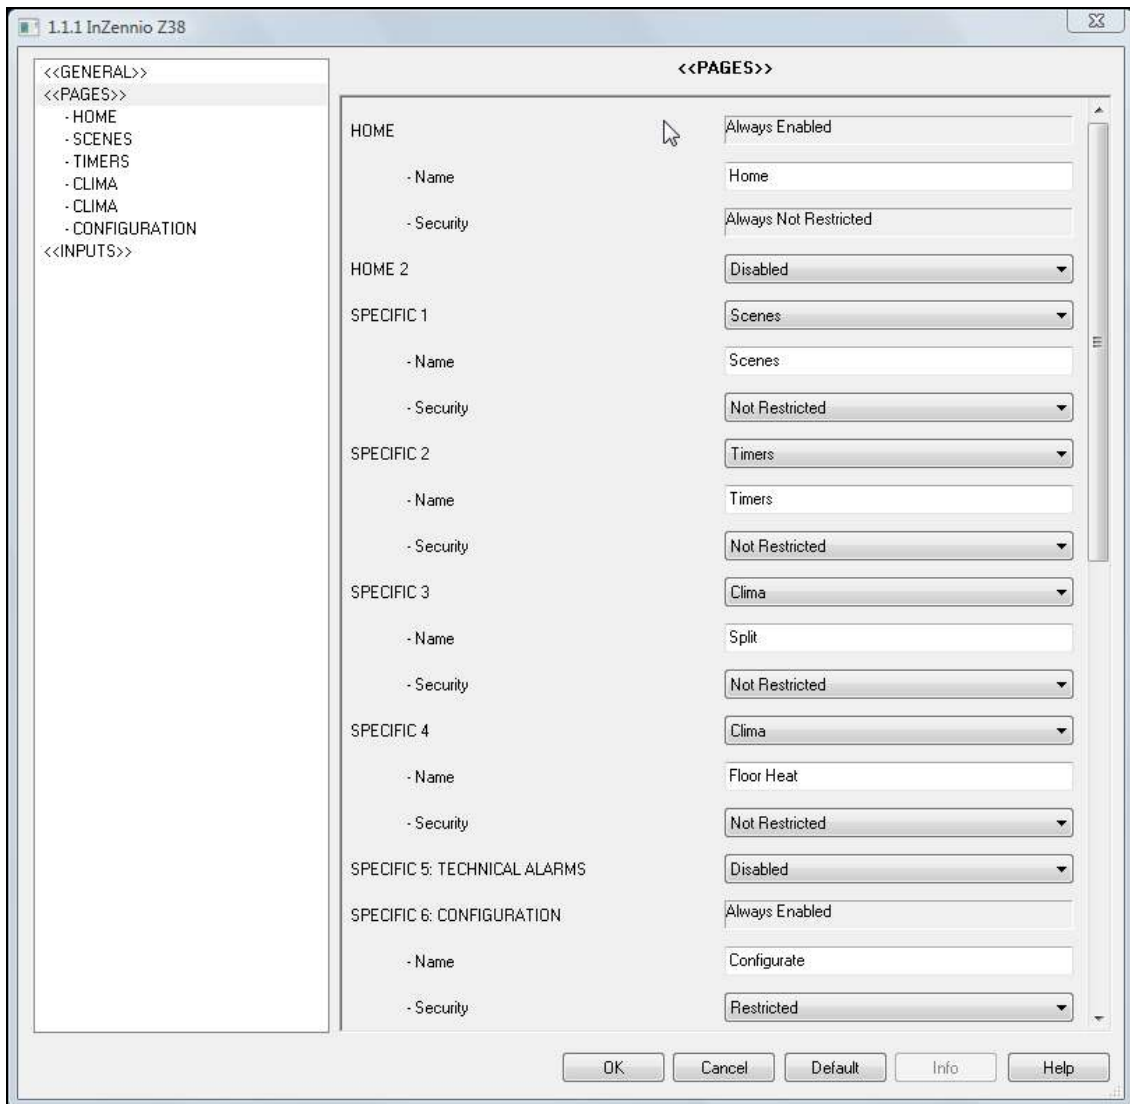 1.1.1 InZennio Z38
<<GENERAL>>
<<PAGES>>
- HOME
- SCENES
- TIMERS
- CLIMA
- CLIMA
- CONFIGURATION
<<INPUTS>>
<<PAGES>>
HOME Always Enabled
- Name Home
- Security Always Not Restricted
HOME 2 Disabled
SPECIFIC 1 Scenes
- Name Scenes
- Security Not Restricted
SPECIFIC 2 Timers
- Name Timers
- Security Not Restricted
SPECIFIC 3 Clima
- Name Split
- Security Not Restricted
SPECIFIC 4 Clima
- Name Floor Heat
- Security Not Restricted
SPECIFIC 5: TECHNICAL ALARMS Disabled
SPECIFIC 6: CONFIGURATION Always Enabled
- Name Configurate
- Security Restricted
OK Cancel Default Info Help